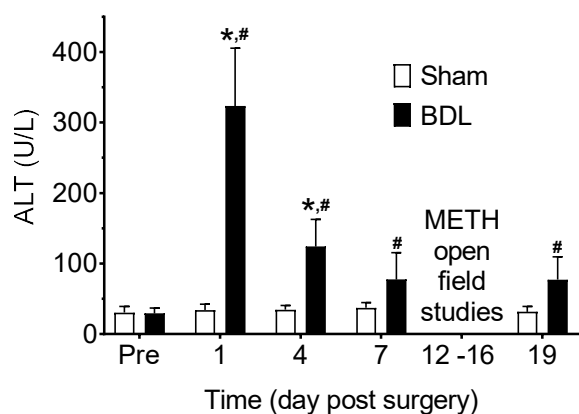 ALT (U/L)
400
300
200
100
0
*,#
*,#
#
#
Sham
BDL
METH
open
field
studies
Pre 1 4 7 12 -16 19
Time (day post surgery)